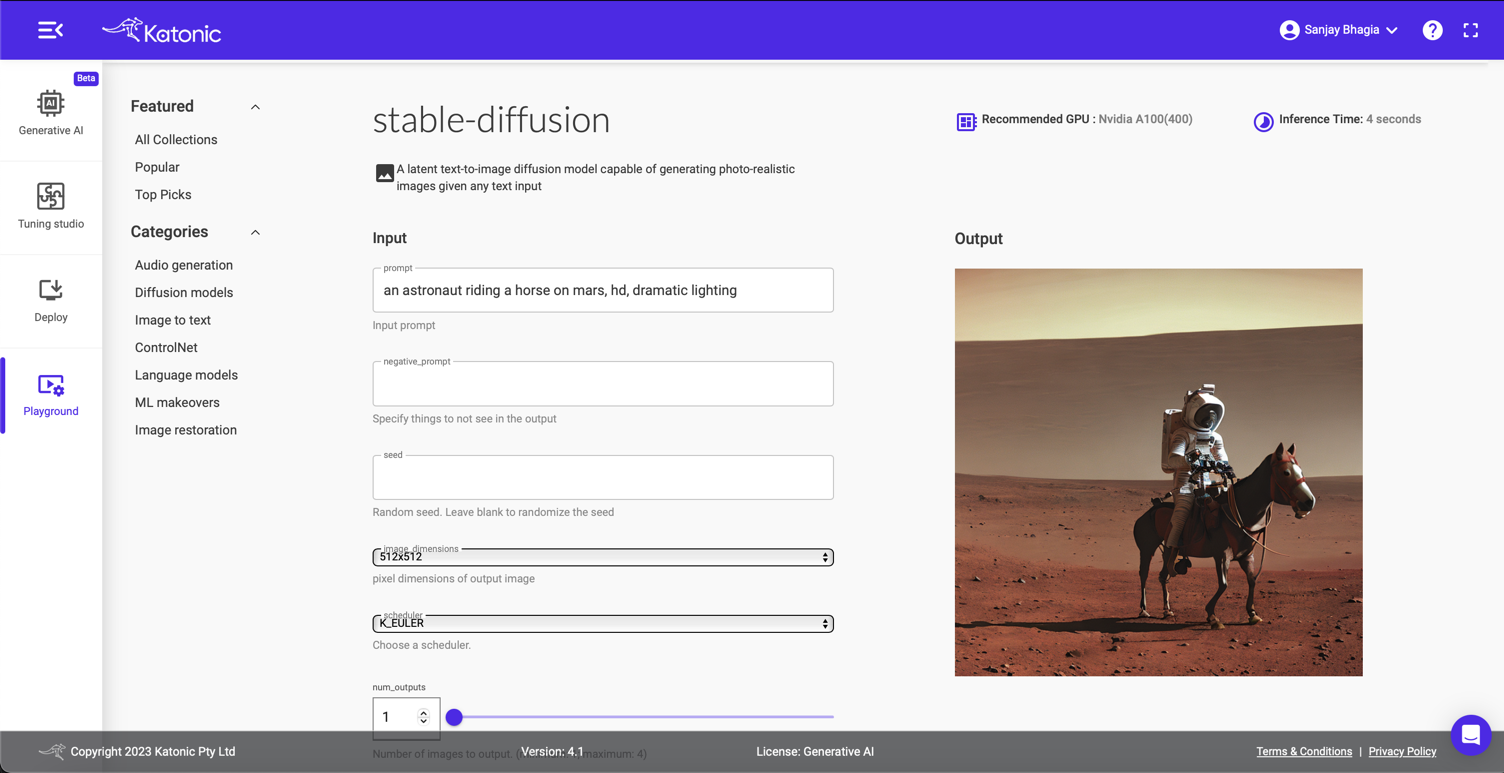 Katonic
Sanjay Bhagia
Beta
Generative AI
Tuning studio
Deploy
Playground
Featured
All Collections
Popular
Top Picks
Categories
Audio generation
Diffusion models
Image to text
ControlNet
Language models
ML makeovers
Image restoration
stable-diffusion
A latent text-to-image diffusion model capable of generating photo-realistic
images given any text input
Recommended GPU : Nvidia A100(400)
Inference Time: 4 seconds
Input
prompt
an astronaut riding a horse on mars, hd, dramatic lighting
Input prompt
negative_prompt
Specify things to not see in the output
seed
Random seed. Leave blank to randomize the seed
image_dimensions
512x512
pixel dimensions of output image
scheduler
K_EULER
Choose a scheduler.
num_outputs
1
Number of images to output. maximum: 4)
Output
Copyright 2023 Katonic Pty Ltd
Version: 4.1
License: Generative AI
Terms & Conditions | Privacy Policy